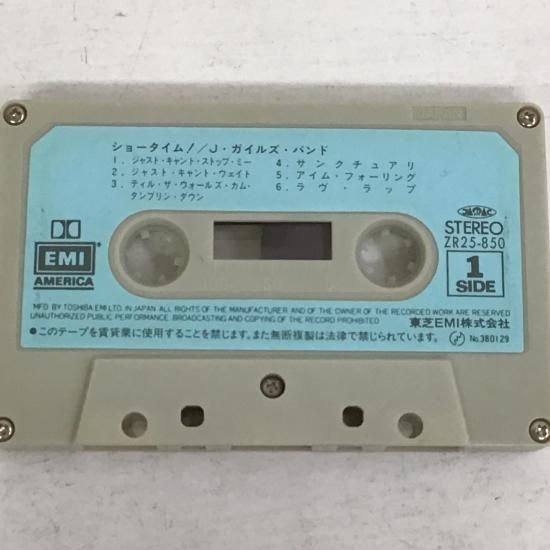 ショータイム!／J・ガイルズ・バンド
1. ジャスト・キャント・ストップ・ミー
2. ジャスト・キャント・ウェイト
3. ティル・ザ・ウォールズ・カム・
タンブリン・ダウン
4. サンクチュアリ
5. アイム・フォーリング
6. ラヴ・ラップ
EMI
AMERICA
JASRAC
STEREO
ZR25-850
1
SIDE
MFD BY TOSHIBA EMI LTD. IN JAPAN. ALL RIGHTS OF THE MANUFACTURER AND OF THE OWNER OF THE RECORDED WORK ARE RESERVED
UNAUTHORIZED PUBLIC PERFORMANCE. BROADCASTING AND COPYING OF THE RECORD PROHIBITED
東芝EMI株式会社
●このテープを賃貸業に使用することを禁じます。また無断複製は法律で禁じられています。
No.380129